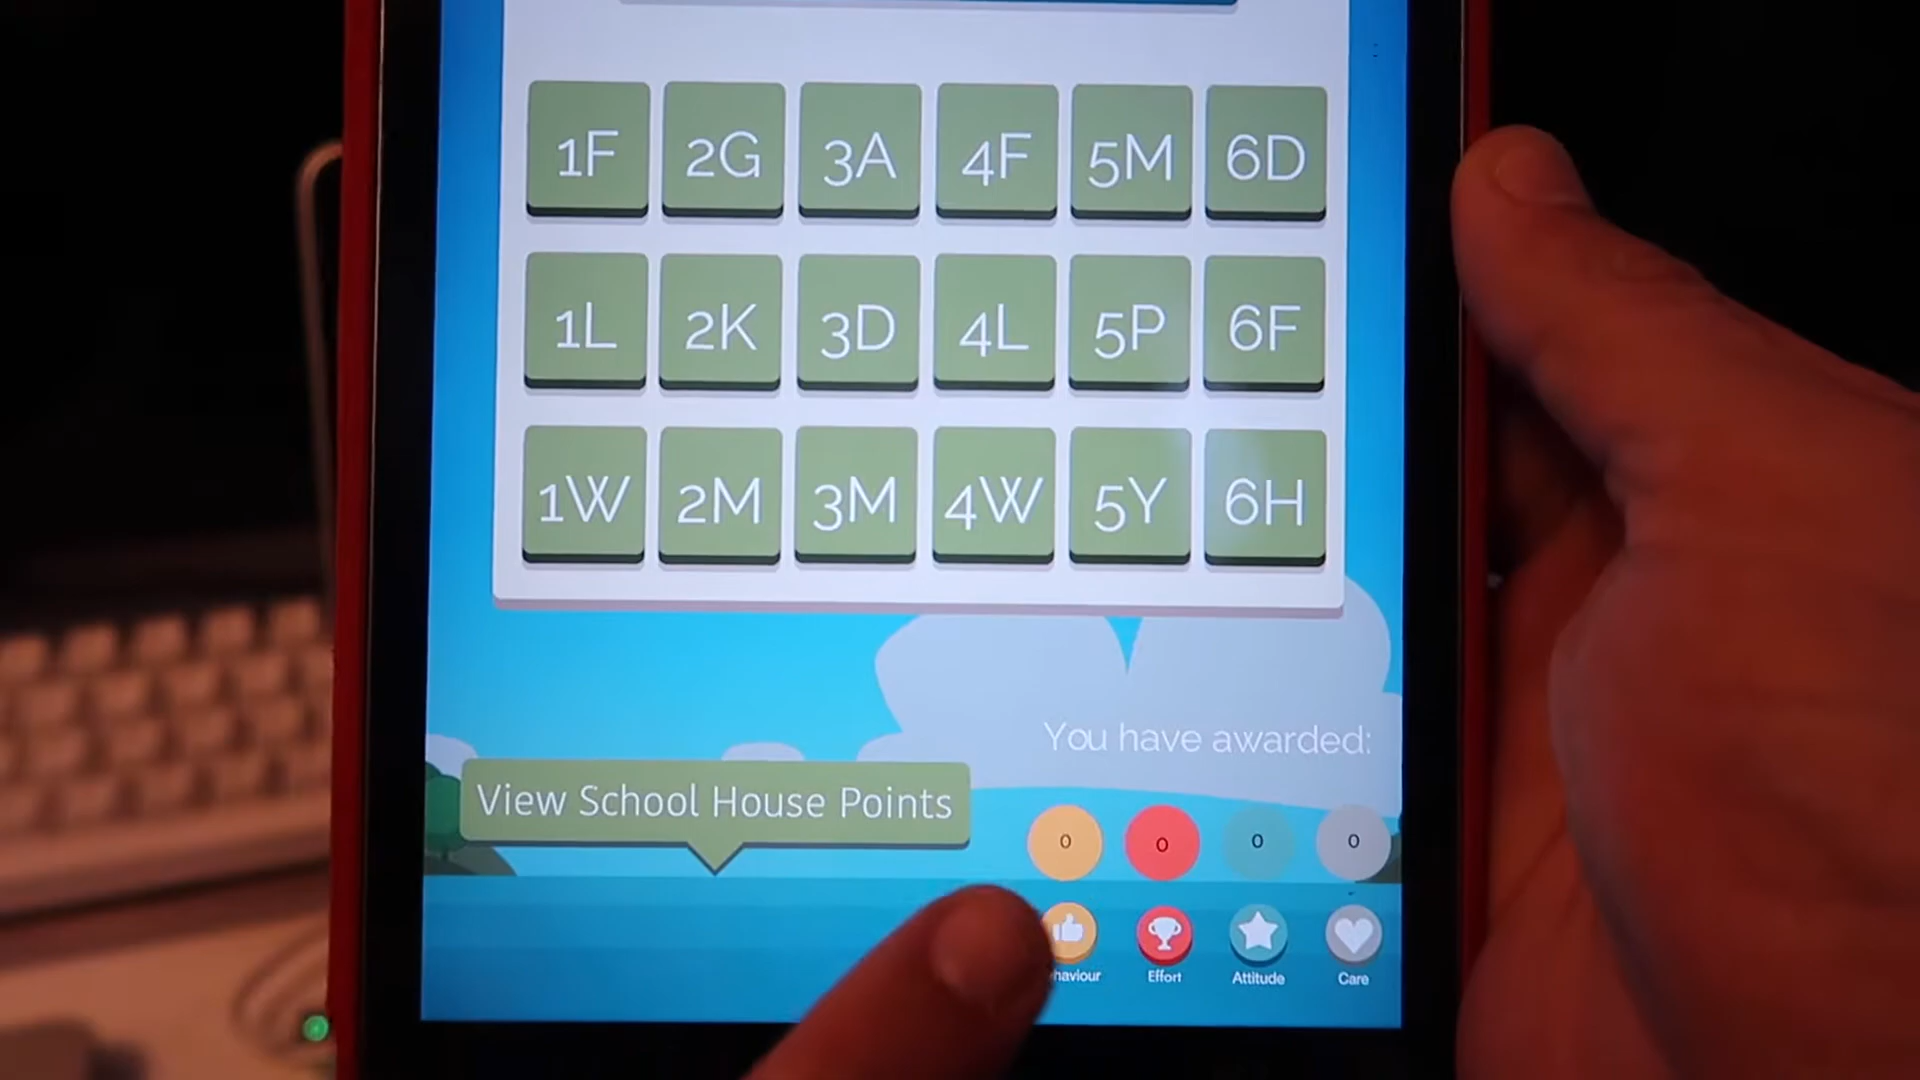 1F 2G 3A 4F 5M 6D
1L 2K 3D 4L 5P 6F
1W 2M 3M 4W 5Y 6H
You have awarded:
View School House Points
0 0 0 0
haviour Effort Attitude Care